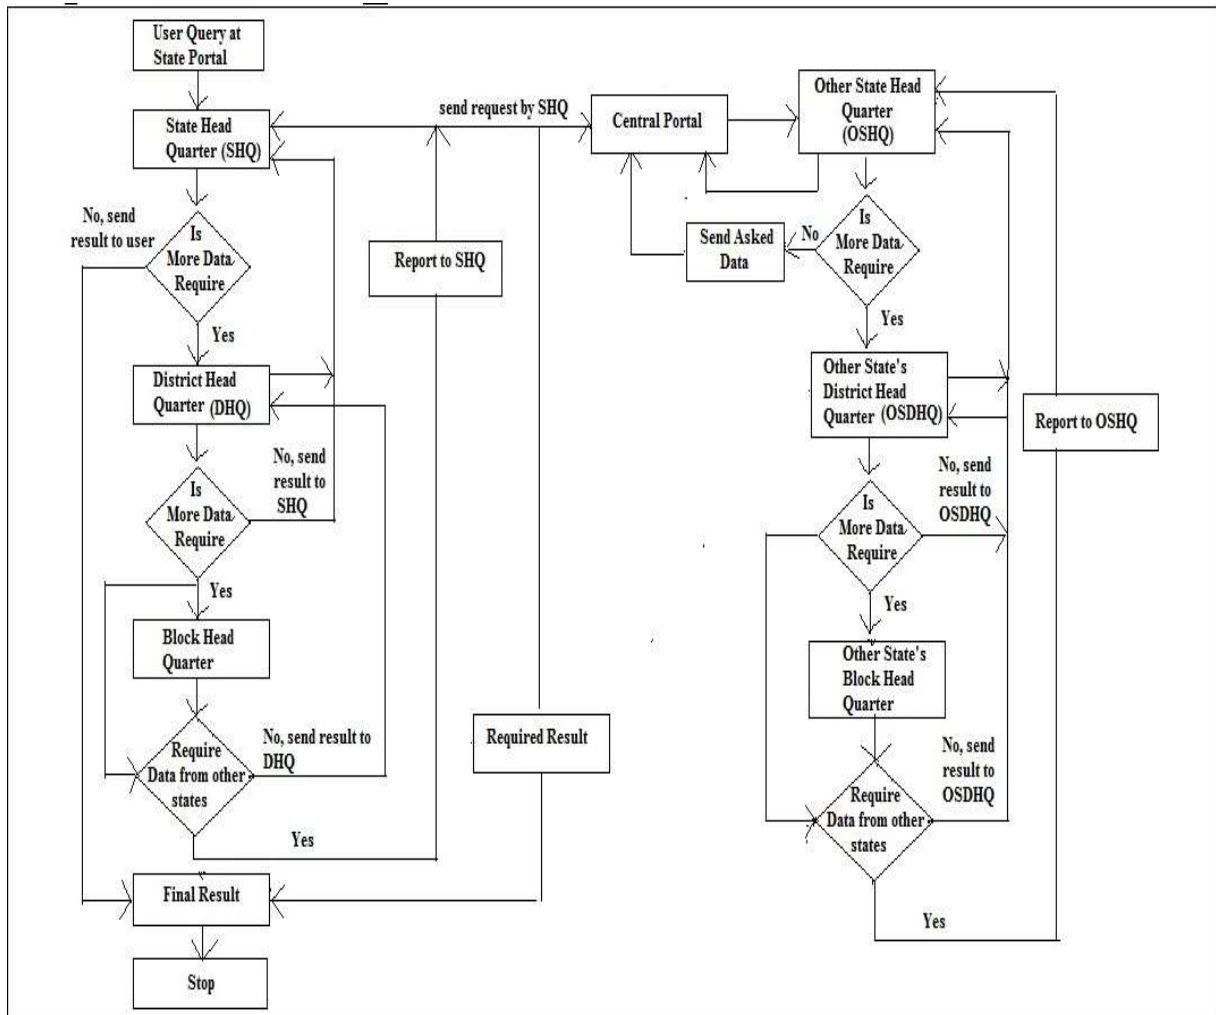 User Query at
State Portal
State Head
Quarter (SHQ)
No, send
result to user
Is
More Data
Require
Yes
District Head
Quarter (DHQ)
No, send
result to
SHQ
Is
More Data
Require
Yes
Block Head
Quarter
Require
Data from other
states
No, send result to
DHQ
Yes
Final Result
Stop
Report to SHQ
send request by SHQ
Required Result
Central Portal
Other State Head
Quarter
(OSHQ)
Send Asked
Data
No
Is
More Data
Require
Yes
Other State's
District Head
Quarter (OSDHQ)
Report to OSHQ
No, send
result to
OSDHQ
Is
More Data
Require
Yes
Other State's
Block Head
Quarter
No, send
result to
OSDHQ
Require
Data from other
states
Yes